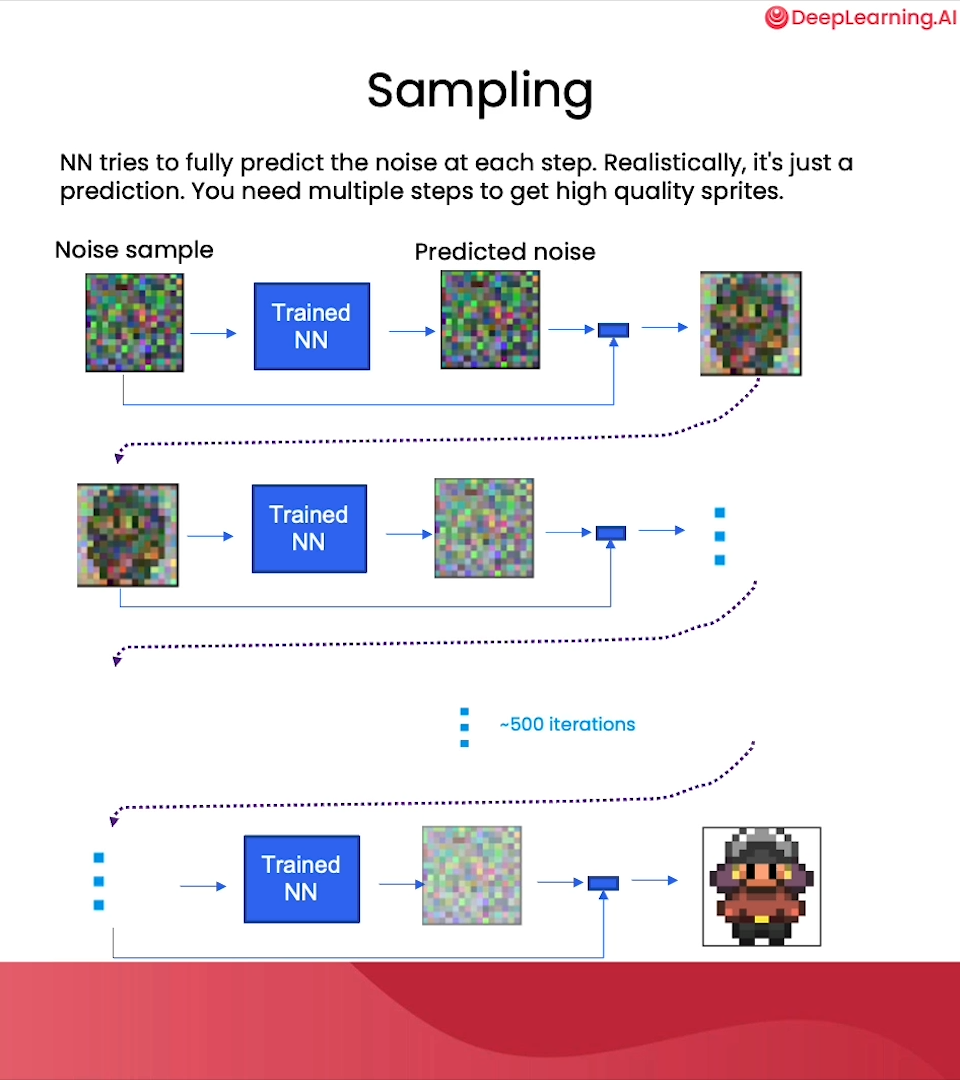 DeepLearning.AI
Sampling
NN tries to fully predict the noise at each step. Realistically, it's just a
prediction. You need multiple steps to get high quality sprites.
Noise sample
Predicted noise
Trained
NN
Trained
NN
~500 iterations
Trained
NN